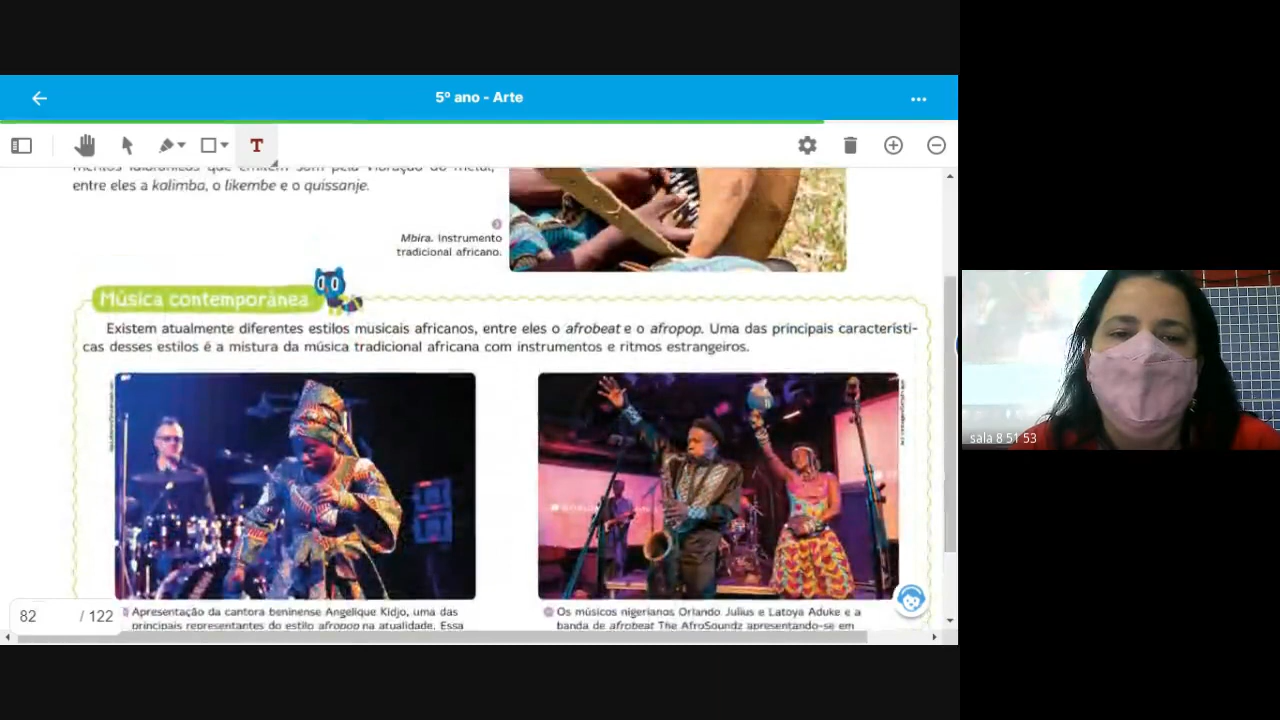 5º ano - Arte
T
entre eles a kalimba, o likembe e o quissanje.
Mbira. Instrumento
tradicional africano.
Música contemporânea
Existem atualmente diferentes estilos musicais africanos, entre eles o afrobeat e o afropop. Uma das principais característi-
cas desses estilos é a mistura da música tradicional africana com instrumentos e ritmos estrangeiros.
Apresentação da cantora beninense Angelique Kidjo, uma das
principais representantes do estilo afropop na atualidade. Essa
Os músicos nigerianos Orlando Julius e Latoya Aduke e a
banda de afrobeat The AfroSoundz apresentando-se em
82 / 122
sala 8 51 53